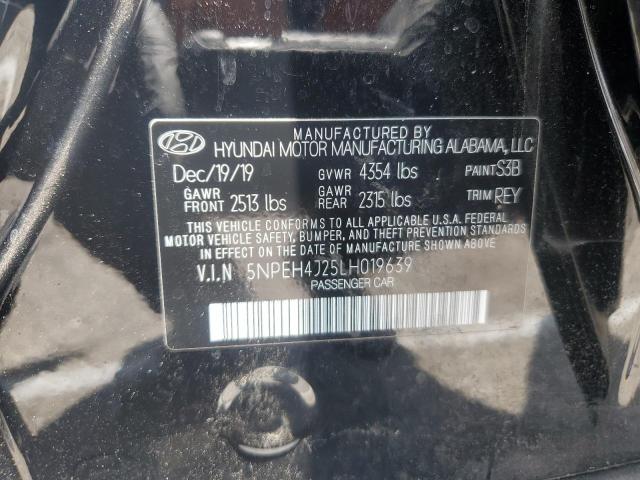 MANUFACTURED BY
HYUNDAI MOTOR MANUFACTURING ALABAMA, LLC
Dec/19/19 GVWR 4354 lbs PAINT S3B
GAWR FRONT 2513 lbs GAWR REAR 2315 lbs TRIM REY
THIS VEHICLE CONFORMS TO ALL APPLICABLE U.S.A. FEDERAL
MOTOR VEHICLE SAFETY, BUMPER, AND THEFT PREVENTION
STANDARDS IN EFFECT ON THE DATE OF MANUFACTURE SHOWN ABOVE.
V.I.N 5NPEH4J25LH019639
PASSENGER CAR